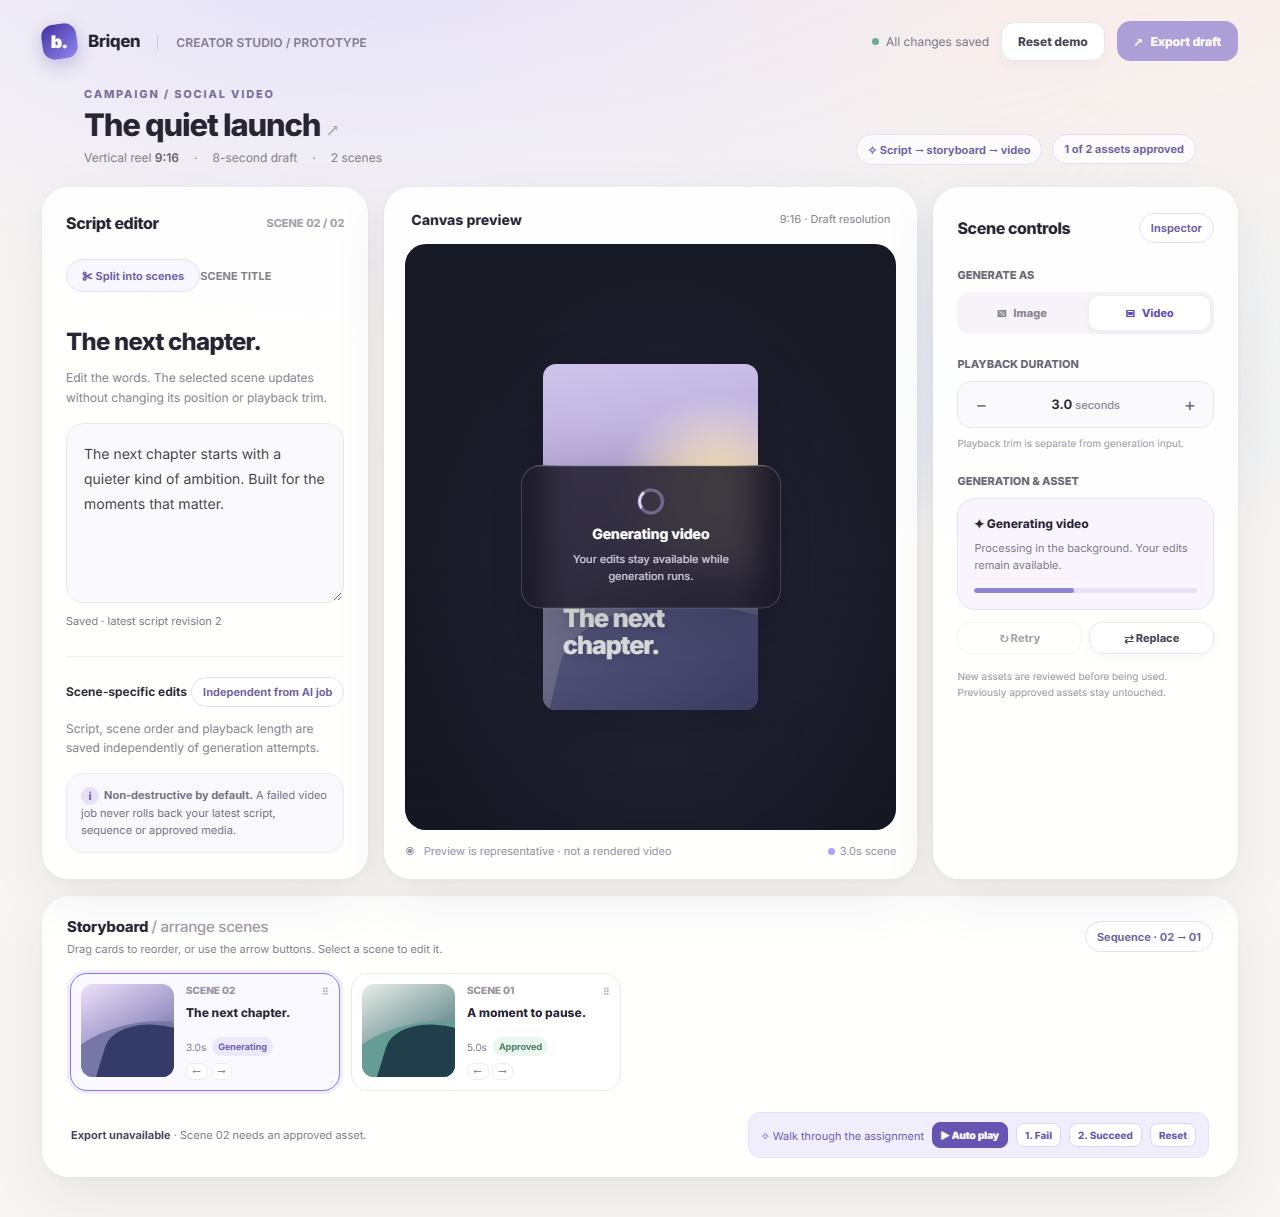 b. Briqen CREATOR STUDIO / PROTOTYPE
All changes saved Reset demo ↗ Export draft
CAMPAIGN / SOCIAL VIDEO
The quiet launch ↗
Vertical reel 9:16 · 8-second draft · 2 scenes
✧ Script → storyboard → video 1 of 2 assets approved
Script editor SCENE 02 / 02
✂ Split into scenes SCENE TITLE
The next chapter.
Edit the words. The selected scene updates
without changing its position or playback trim.
The next chapter starts with a
quieter kind of ambition. Built for the
moments that matter.
Saved · latest script revision 2
Scene-specific edits Independent from AI job
Script, scene order and playback length are
saved independently of generation attempts.
i Non-destructive by default. A failed video
job never rolls back your latest script,
sequence or approved media.
Canvas preview 9:16 · Draft resolution
Generating video
Your edits stay available while
generation runs.
The next
chapter.
◉ Preview is representative · not a rendered video 3.0s scene
Scene controls Inspector
GENERATE AS
Image Video
PLAYBACK DURATION
− 3.0 seconds +
Playback trim is separate from generation input.
GENERATION & ASSET
✦ Generating video
Processing in the background. Your edits
remain available.
↻ Retry ⇄ Replace
New assets are reviewed before being used.
Previously approved assets stay untouched.
Storyboard / arrange scenes
Drag cards to reorder, or use the arrow buttons. Select a scene to edit it.
Sequence · 02 → 01
SCENE 02
The next chapter.
3.0s Generating
← →
SCENE 01
A moment to pause.
5.0s Approved
← →
Export unavailable · Scene 02 needs an approved asset.
✧ Walk through the assignment ▶ Auto play 1. Fail 2. Succeed Reset